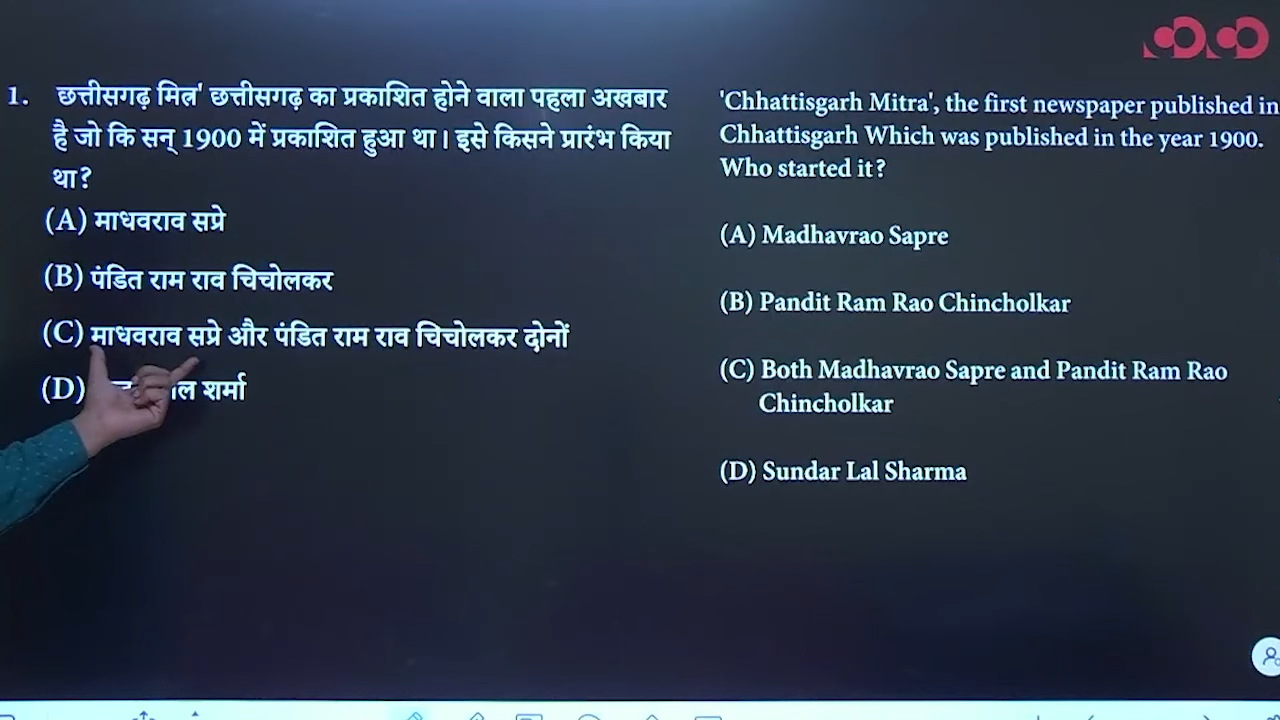 1. छत्तीसगढ़ मित्र' छत्तीसगढ़ का प्रकाशित होने वाला पहला अखबार
है जो कि सन् 1900 में प्रकाशित हुआ था। इसे किसने प्रारंभ किया
था?
(A) माधवराव सप्रे
(B) पंडित राम राव चिचोलकर
(C) माधवराव सप्रे और पंडित राम राव चिचोलकर दोनों
(D) शर्मा
'Chhattisgarh Mitra', the first newspaper published in
Chhattisgarh Which was published in the year 1900.
Who started it?
(A) Madhavrao Sapre
(B) Pandit Ram Rao Chincholkar
(C) Both Madhavrao Sapre and Pandit Ram Rao
Chincholkar
(D) Sundar Lal Sharma